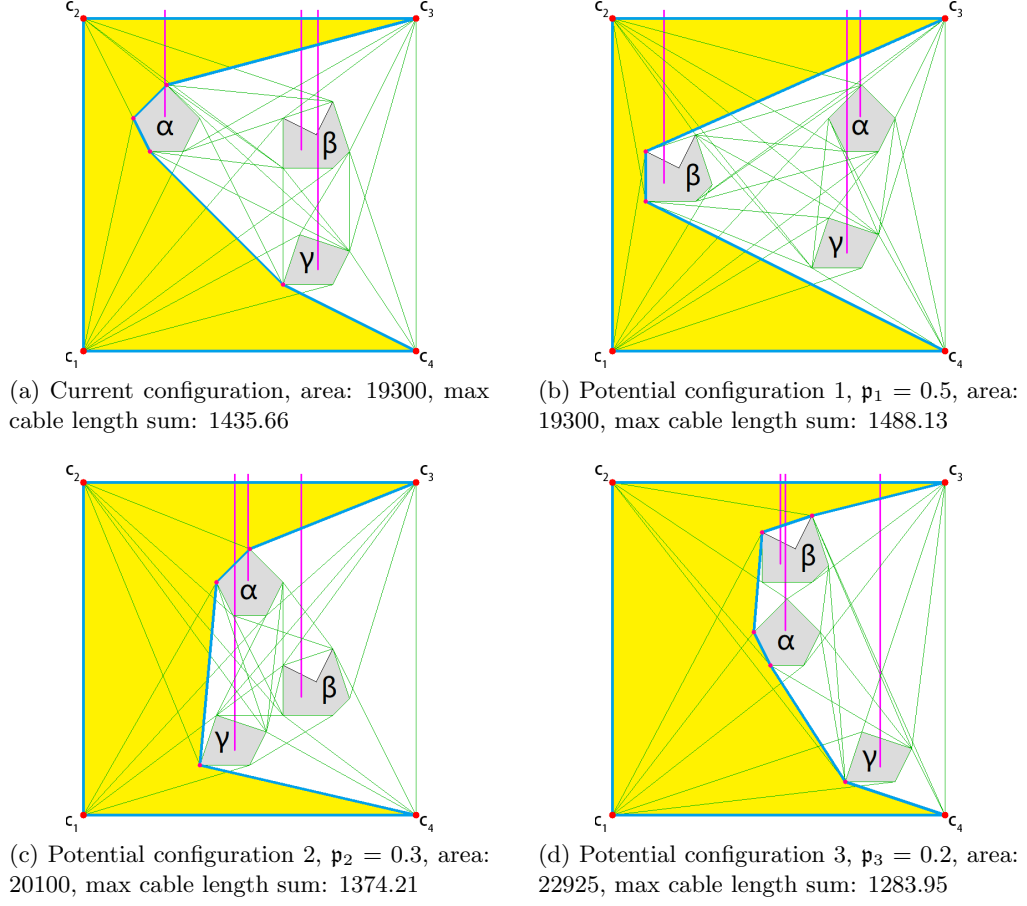 c₂ c₃
α
β
γ
c₁ c₄
(a) Current configuration, area: 19300, max
cable length sum: 1435.66
c₂ c₃
β α
γ
c₁ c₄
(b) Potential configuration 1, 𝔭₁ = 0.5, area:
19300, max cable length sum: 1488.13
c₂ c₃
α
β
γ
c₁ c₄
(c) Potential configuration 2, 𝔭₂ = 0.3, area:
20100, max cable length sum: 1374.21
c₂ c₃
β
α
γ
c₁ c₄
(d) Potential configuration 3, 𝔭₃ = 0.2, area:
22925, max cable length sum: 1283.95